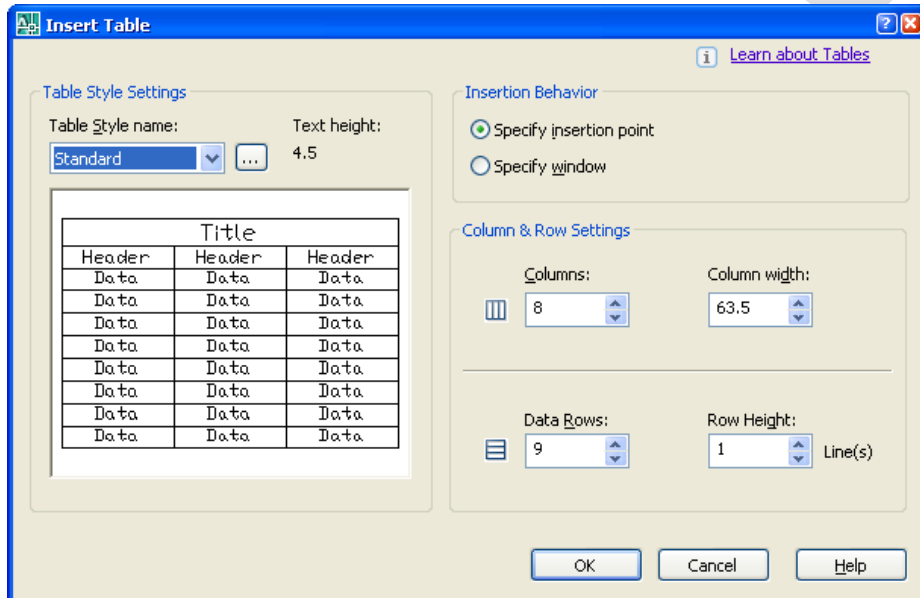 Insert Table
Learn about Tables
Table Style Settings
Table Style name:
Text height:
Standard
...
4.5
Title
Header Header Header
Data Data Data
Data Data Data
Data Data Data
Data Data Data
Data Data Data
Data Data Data
Data Data Data
Data Data Data
Insertion Behavior
Specify insertion point
Specify window
Column & Row Settings
Columns:
Column width:
8
63.5
Data Rows:
Row Height:
9
1
Line(s)
OK
Cancel
Help